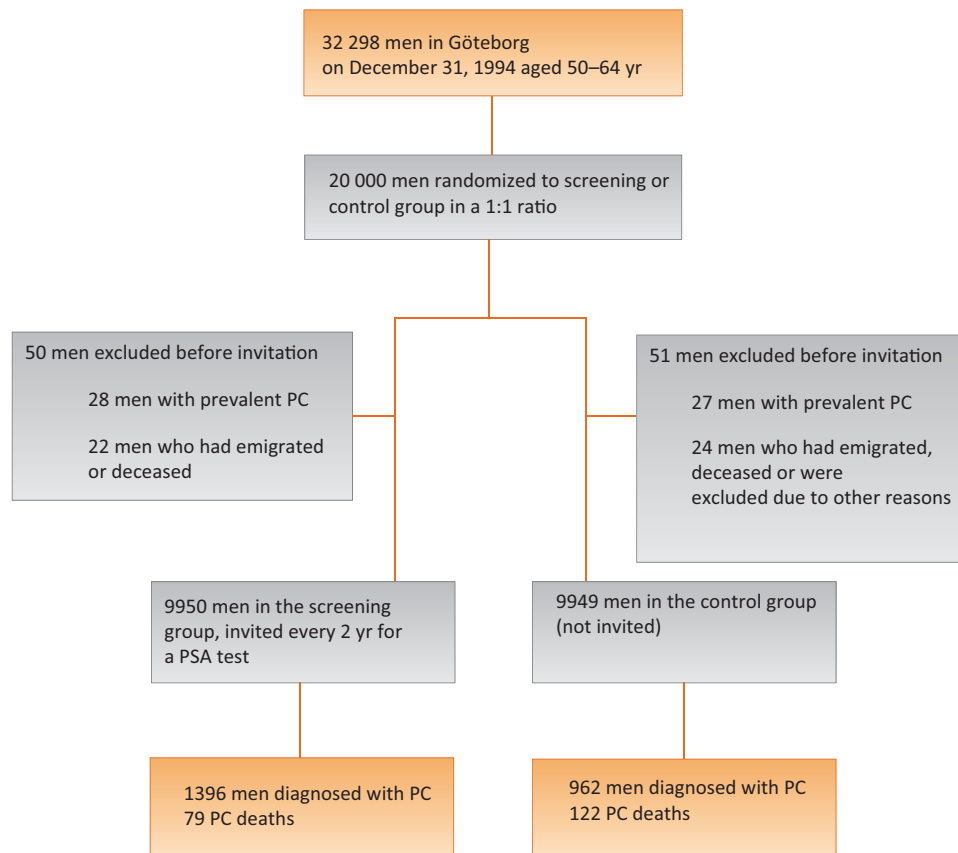 32 298 men in Göteborg
on December 31, 1994 aged 50–64 yr
20 000 men randomized to screening or
control group in a 1:1 ratio
50 men excluded before invitation
28 men with prevalent PC
22 men who had emigrated
or deceased
51 men excluded before invitation
27 men with prevalent PC
24 men who had emigrated,
deceased or were
excluded due to other reasons
9950 men in the screening
group, invited every 2 yr for
a PSA test
9949 men in the control group
(not invited)
1396 men diagnosed with PC
79 PC deaths
962 men diagnosed with PC
122 PC deaths